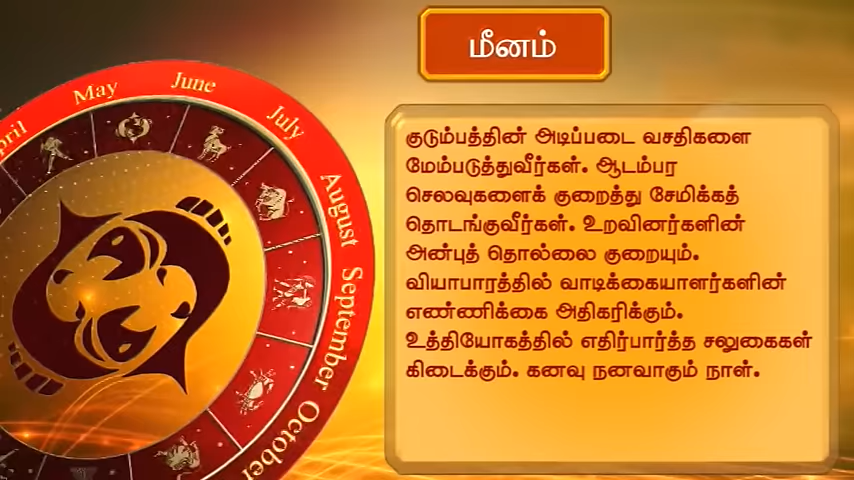 மீனம்
pril
May
June
July
August
September
October
குடும்பத்தின் அடிப்படை வசதிகளை
மேம்படுத்துவீர்கள். ஆடம்பர
செலவுகளைக் குறைத்து சேமிக்கத்
தொடங்குவீர்கள். உறவினர்களின்
அன்புத் தொல்லை குறையும்.
வியாபாரத்தில் வாடிக்கையாளர்களின்
எண்ணிக்கை அதிகரிக்கும்.
உத்தியோகத்தில் எதிர்பார்த்த சலுகைகள்
கிடைக்கும். கனவு நனவாகும் நாள்.